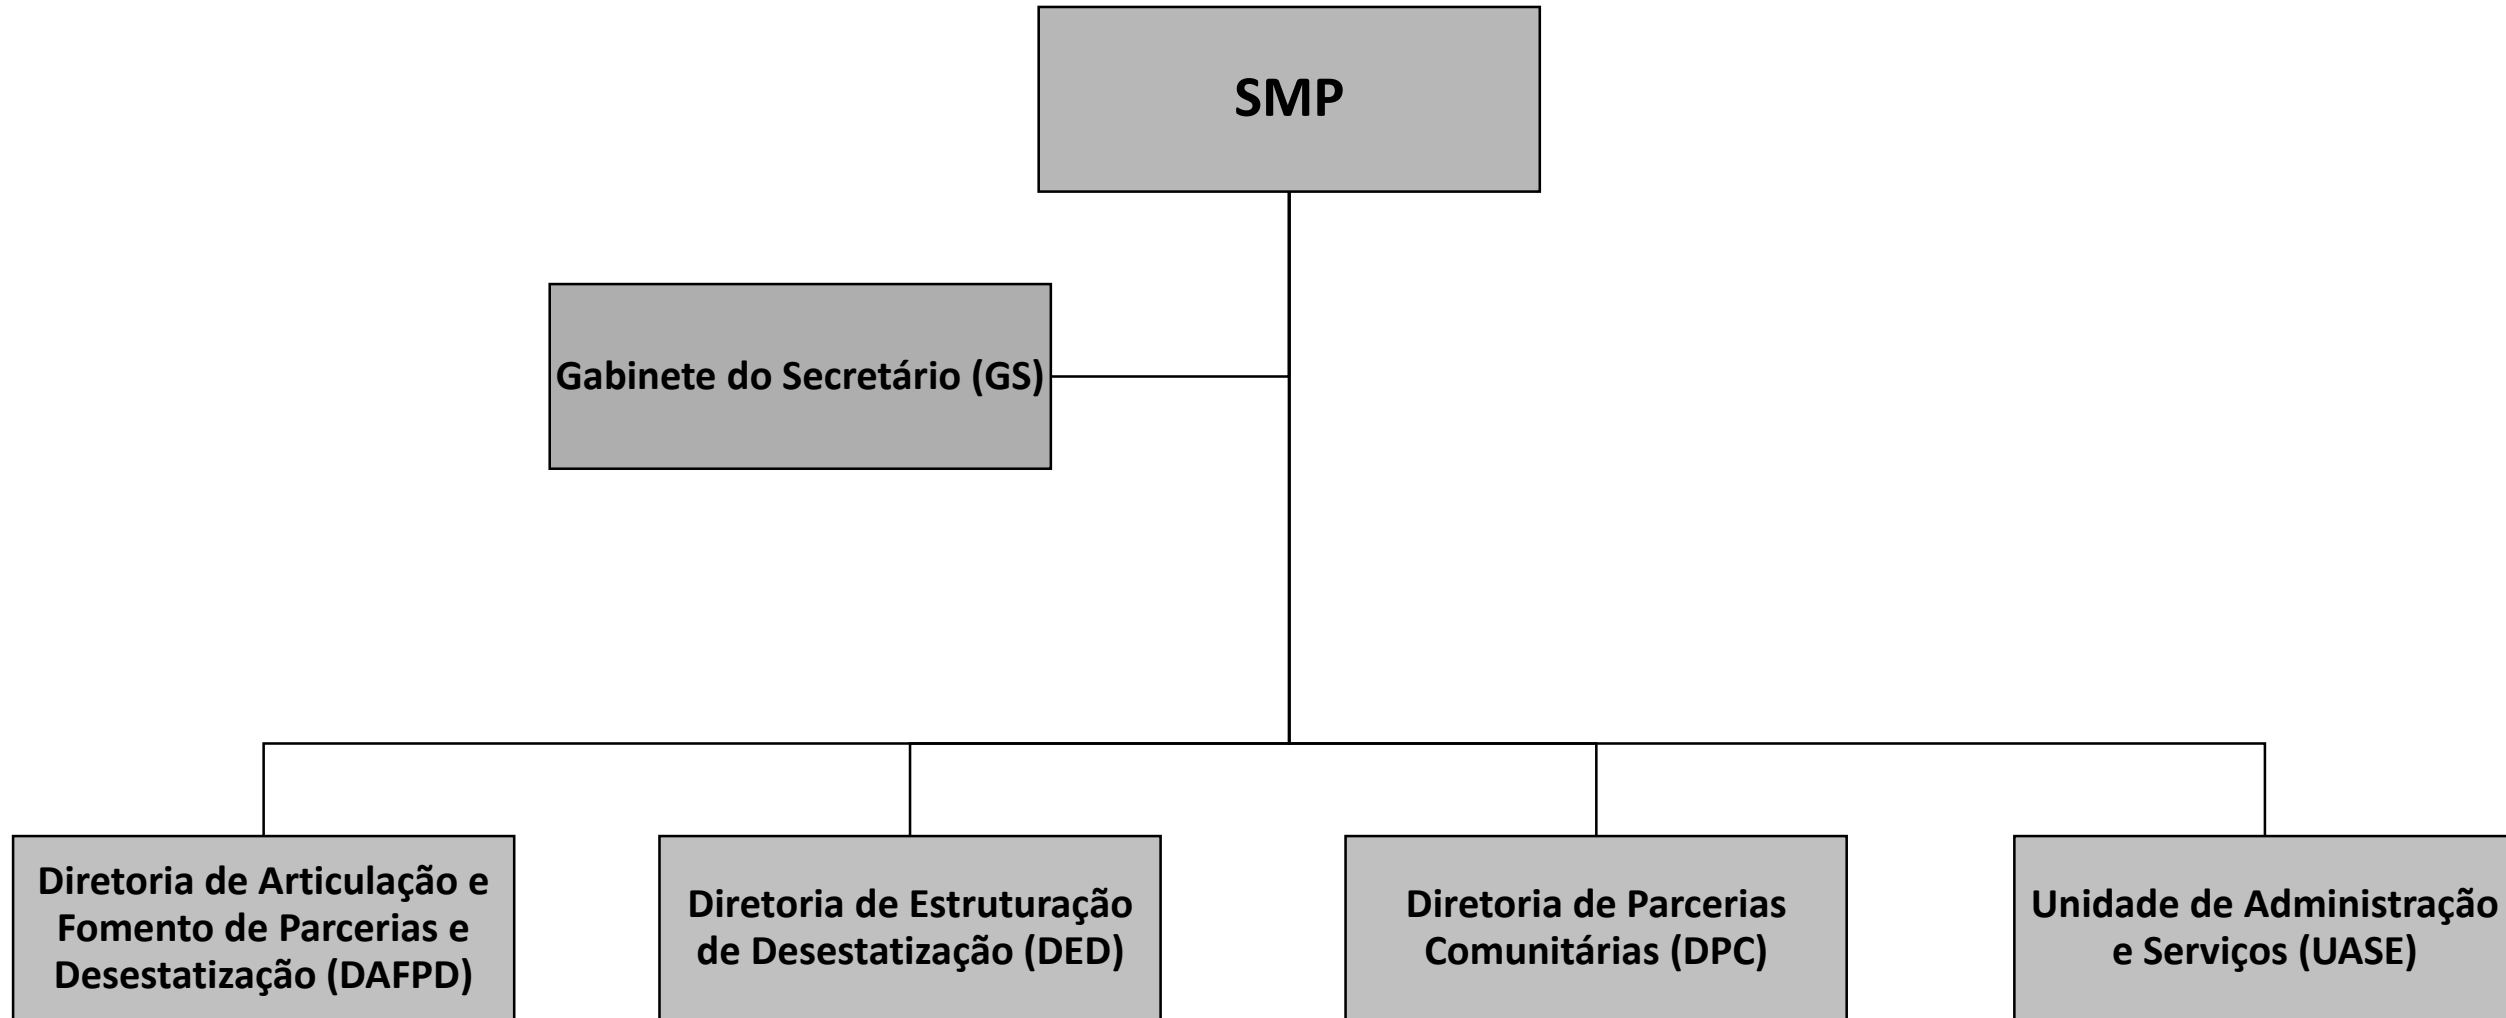 SMP
Gabinete do Secretário (GS)
Diretoria de Articulação e
Fomento de Parcerias e
Desestatização (DAFPD)
Diretoria de Estruturação
de Desestatização (DED)
Diretoria de Parcerias
Comunitárias (DPC)
Unidade de Administração
e Serviços (UASE)